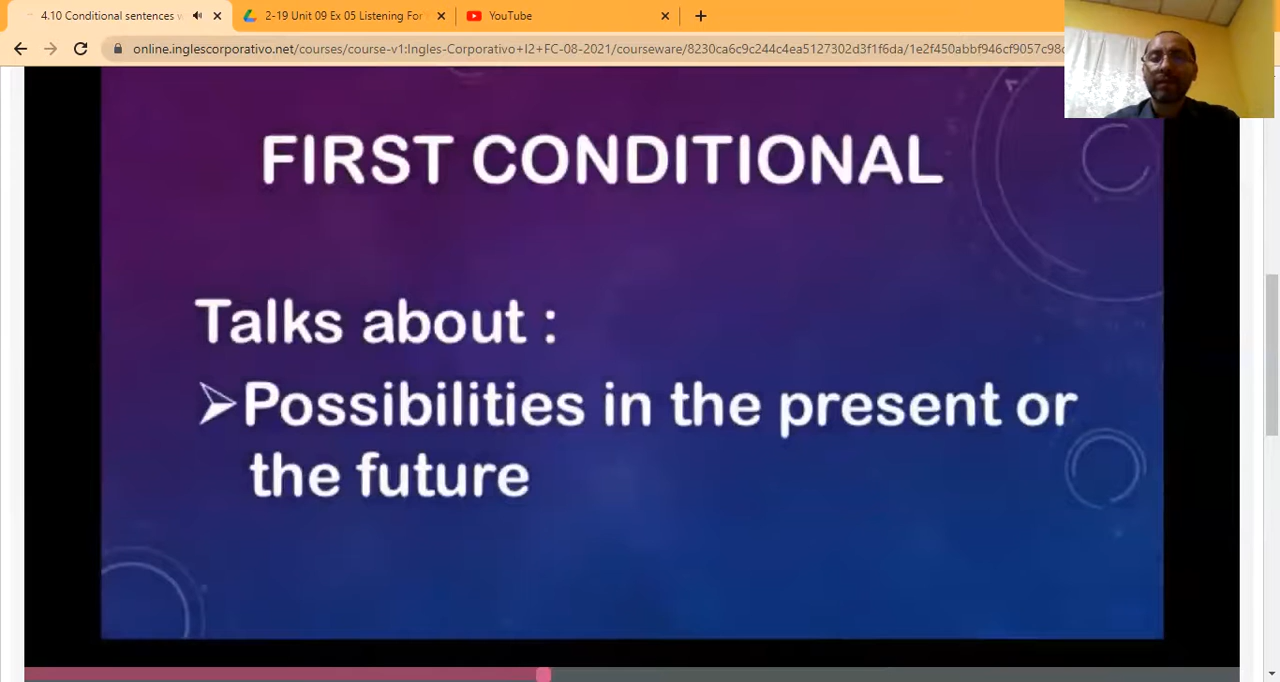 4.10 Conditional sentences
2-19 Unit 09 Ex 05 Listening For
YouTube
online.inglescorporativo.net/courses/course-v1:Ingles-Corporativo+I2+FC-08-2021/courseware/8230ca6c9c244c4ea5127302d3f1f6da/1e2f450abbf946cf9057c98
FIRST CONDITIONAL
Talks about :
➢Possibilities in the present or
the future